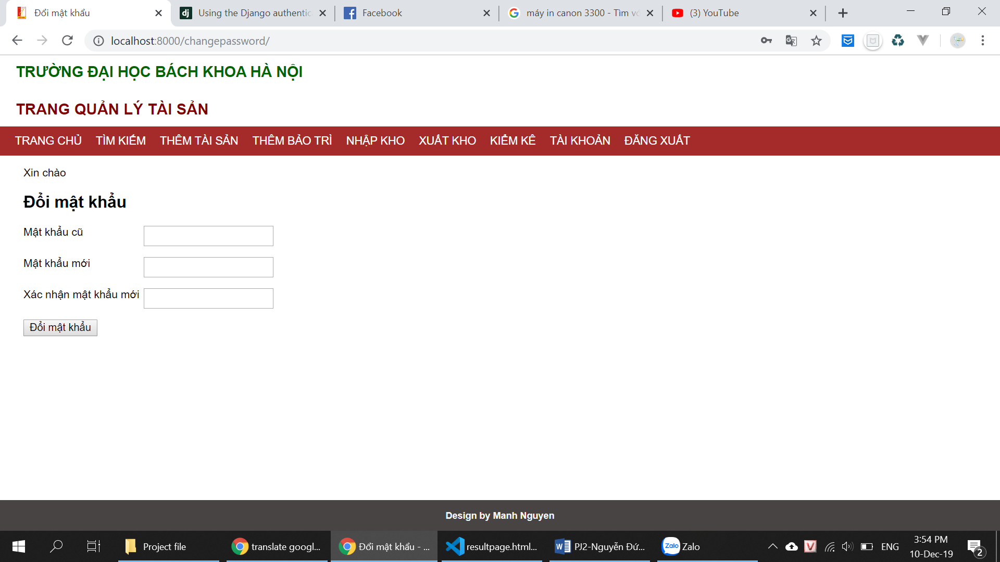 Đổi mật khẩu
Using the Django authentic
Facebook
máy in canon 3300 - Tìm vớ
(3) YouTube
localhost:8000/changepassword/
TRƯỜNG ĐẠI HỌC BÁCH KHOA HÀ NỘI
TRANG QUẢN LÝ TÀI SẢN
TRANG CHỦ TÌM KIẾM THÊM TÀI SẢN THÊM BẢO TRÌ NHẬP KHO XUẤT KHO KIỂM KÊ TÀI KHOẢN ĐĂNG XUẤT
Xin chào
Đổi mật khẩu
Mật khẩu cũ
Mật khẩu mới
Xác nhận mật khẩu mới
Đổi mật khẩu
Design by Manh Nguyen
Project file
translate googl...
Đổi mật khẩu - ...
resultpage.html...
PJ2-Nguyễn Đứ...
Zalo
ENG
3:54 PM
10-Dec-19
2